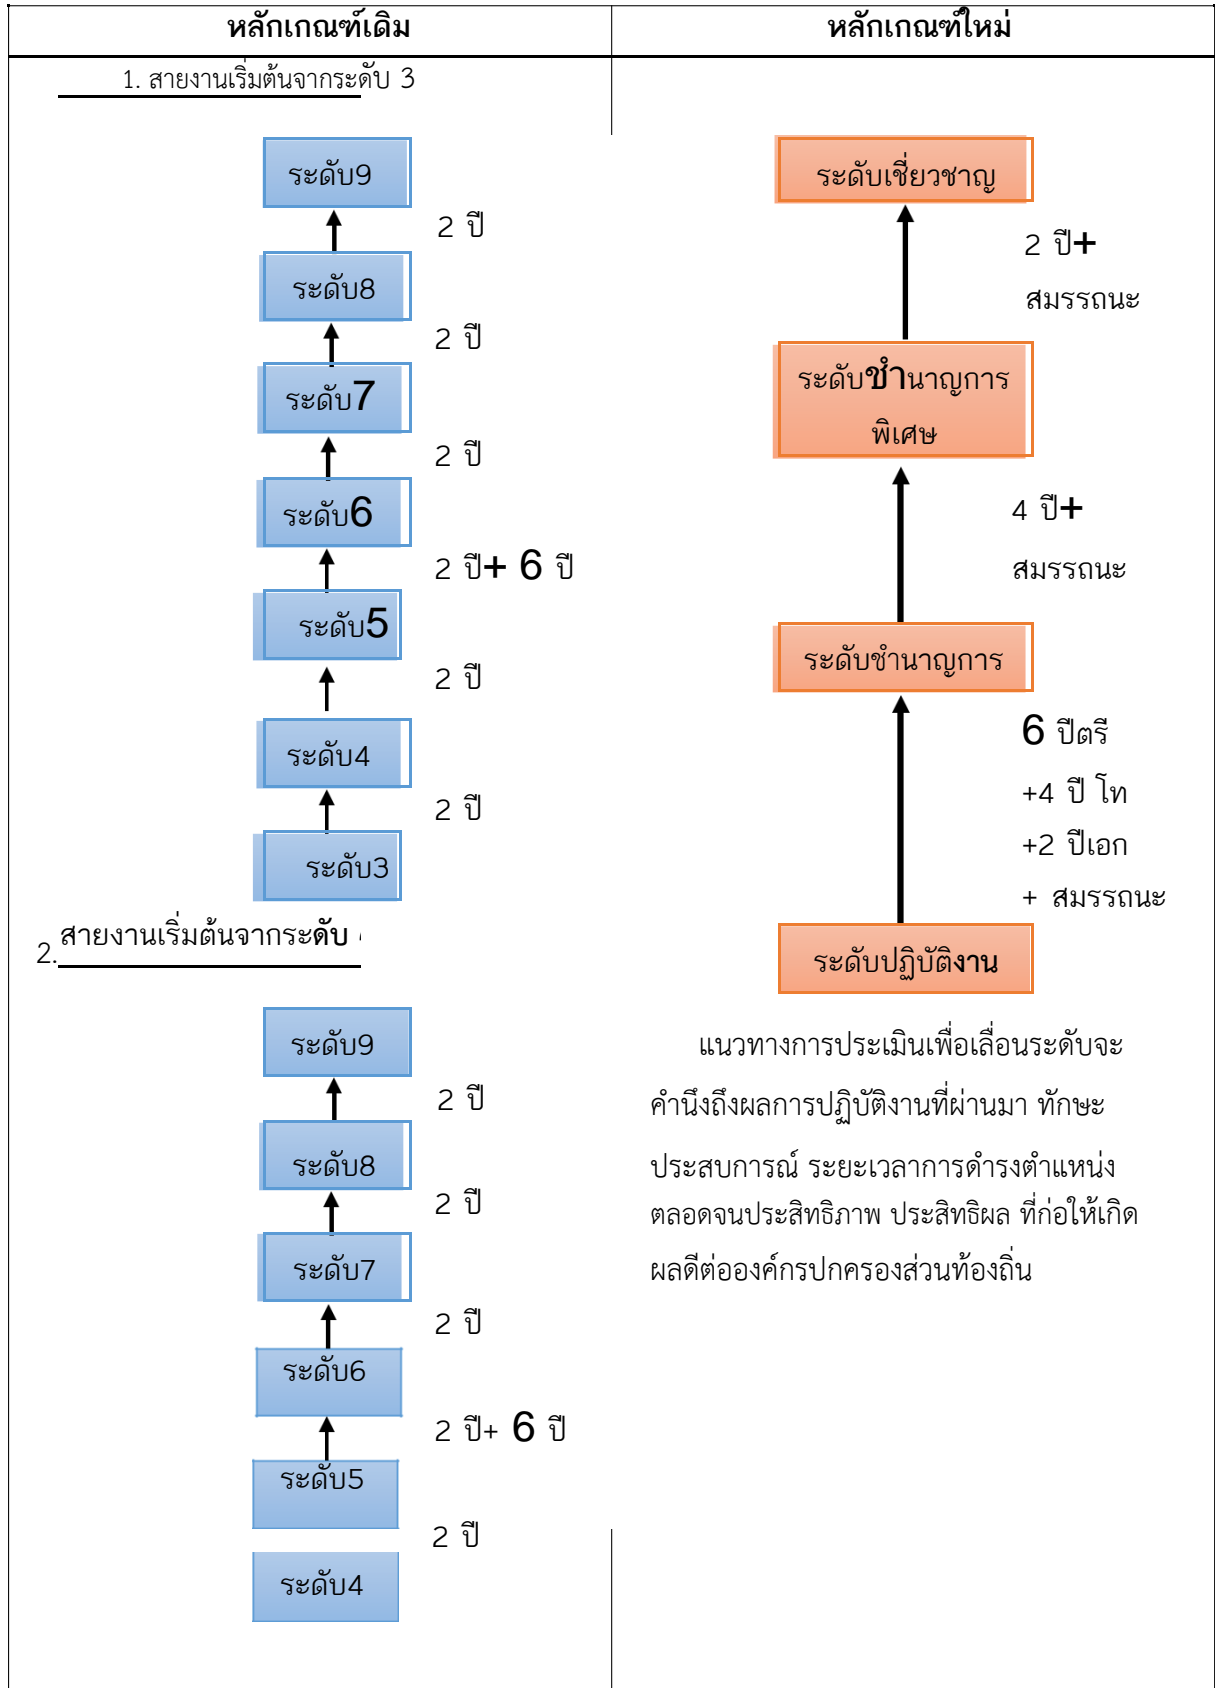 หลักเกณฑ์เดิม
หลักเกณฑ์ใหม่
1. สายงานเริ่มต้นจากระดับ 3
ระดับ9
2 ปี
ระดับ8
2 ปี
ระดับ7
2 ปี
ระดับ6
2 ปี+ 6 ปี
ระดับ5
2 ปี
ระดับ4
2 ปี
ระดับ3
2. สายงานเริ่มต้นจากระดับ
ระดับ9
2 ปี
ระดับ8
2 ปี
ระดับ7
2 ปี
ระดับ6
2 ปี+ 6 ปี
ระดับ5
2 ปี
ระดับ4
ระดับเชี่ยวชาญ
2 ปี+
สมรรถนะ
ระดับชำนาญการ
พิเศษ
4 ปี+
สมรรถนะ
ระดับชำนาญการ
6 ปีตรี
+4 ปี โท
+2 ปีเอก
+ สมรรถนะ
ระดับปฏิบัติงาน
แนวทางการประเมินเพื่อเลื่อนระดับจะ
คำนึงถึงผลการปฏิบัติงานที่ผ่านมา ทักษะ
ประสบการณ์ ระยะเวลาการดำรงตำแหน่ง
ตลอดจนประสิทธิภาพ ประสิทธิผล ที่ก่อให้เกิด
ผลดีต่อองค์กรปกครองส่วนท้องถิ่น